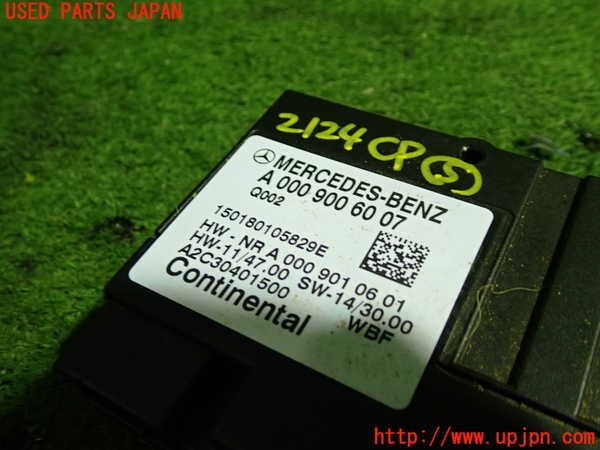 USED PARTS JAPAN
2124 CP(S)
MERCEDES-BENZ
A 000 900 60 07
Q002
150180105829E
HW - NR A 000 901 06 01
HW-11/47.00 SW-14/30.00
A2C30401500 WBF
Continental
http://www.upjpn.com/